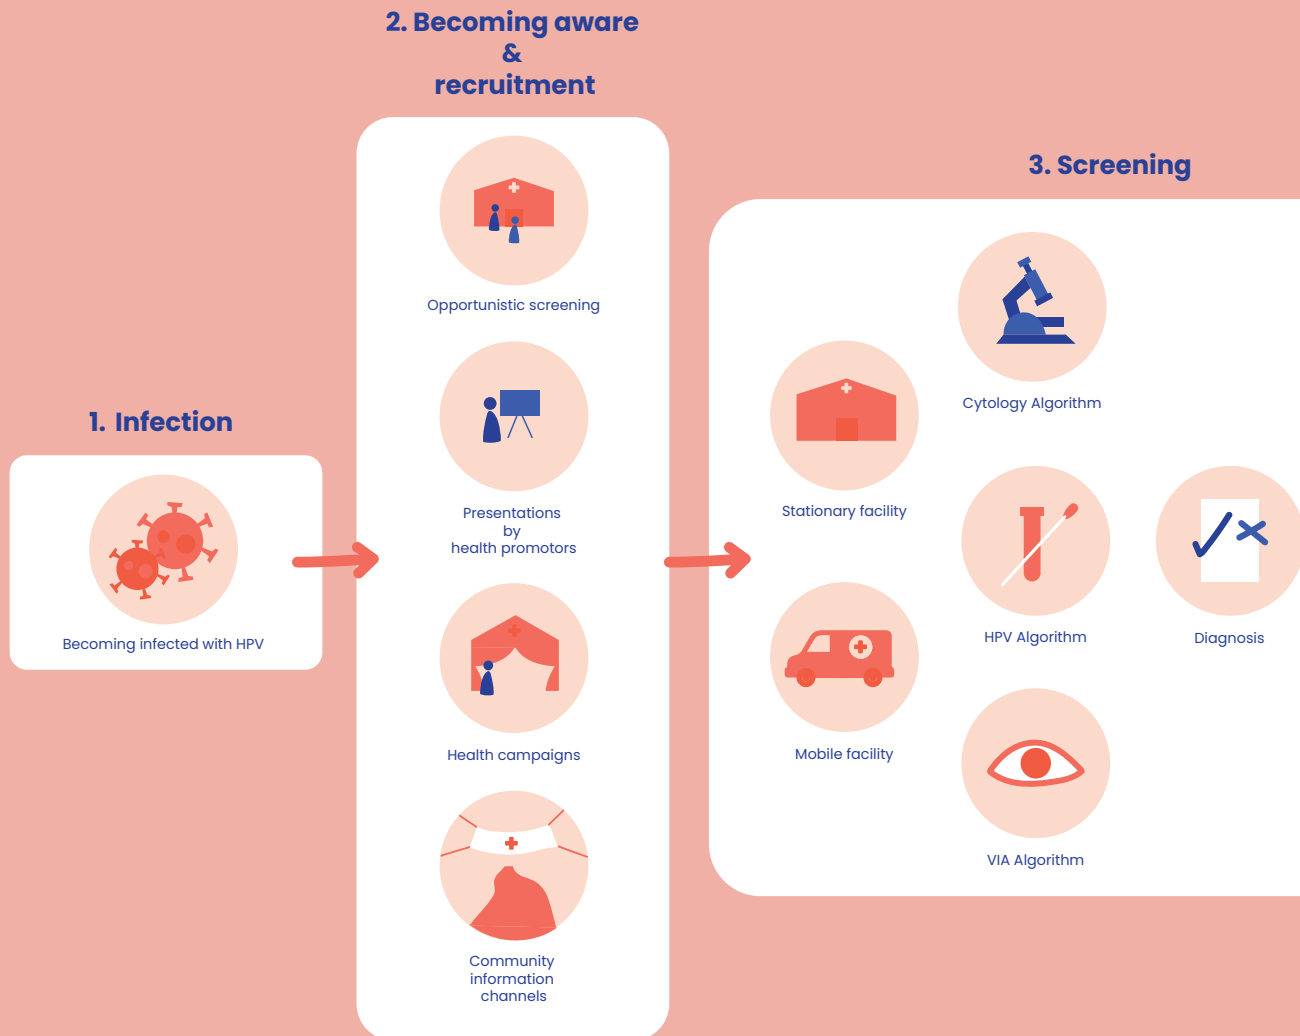 1. Infection
Becoming infected with HPV
2. Becoming aware
&
recruitment
Opportunistic screening
Presentations
by
health promotors
Health campaigns
Community
information
channels
3. Screening
Stationary facility
Mobile facility
Cytology Algorithm
HPV Algorithm
VIA Algorithm
Diagnosis